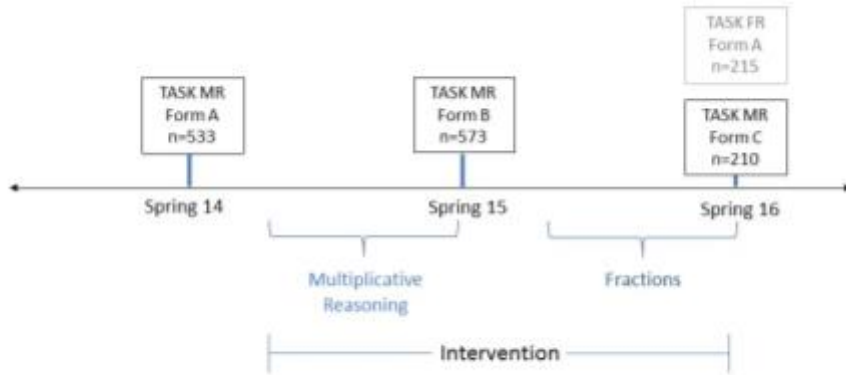 TASK FR
Form A
n=215
TASK MR
Form A
n=533
TASK MR
Form B
n=573
TASK MR
Form C
n=210
Spring 14
Spring 15
Spring 16
Multiplicative
Reasoning
Fractions
Intervention